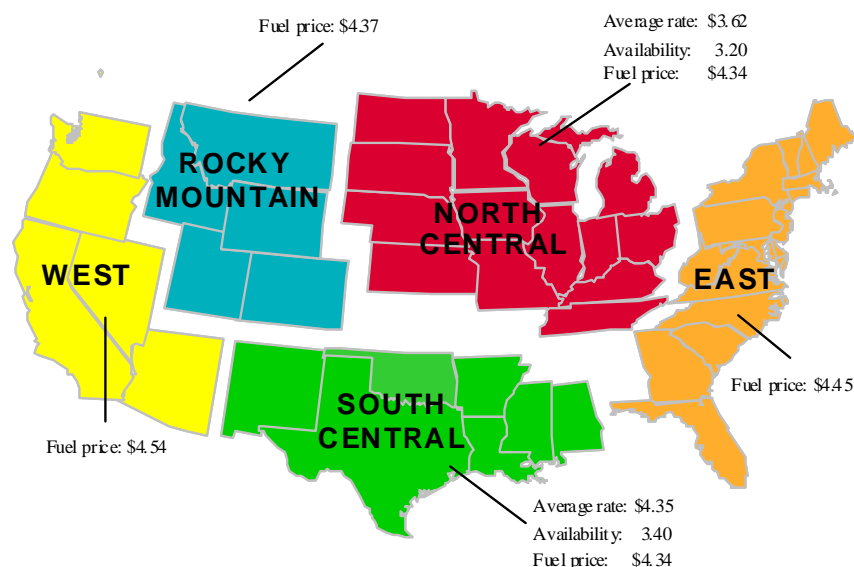 Fuel price: $4.37
Average rate: $3.62
Availability: 3.20
Fuel price: $4.34
ROCKY
MOUNTAIN
NORTH
CENTRAL
WEST
EAST
Fuel price: $4.45
SOUTH
CENTRAL
Fuel price: $4.54
Average rate: $4.35
Availability: 3.40
Fuel price: $4.34